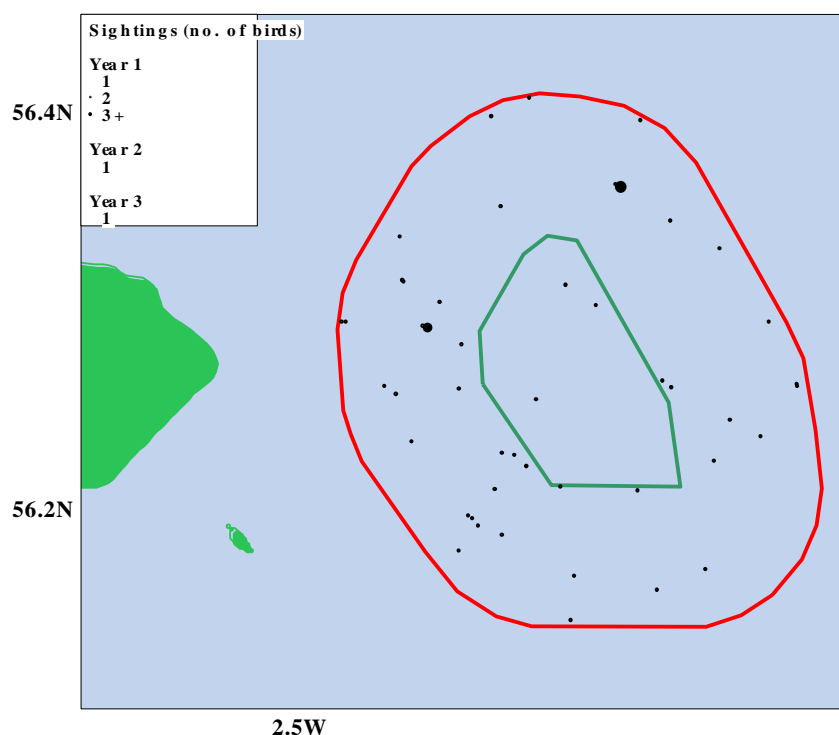 Sightings (no. of birds)
Year 1
1
2
3+
Year 2
1
Year 3
1
56.4N
56.2N
2.5W